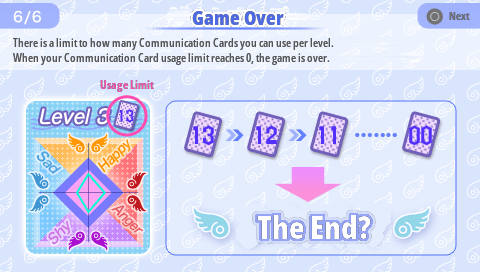 6/6
Game Over
Next
There is a limit to how many Communication Cards you can use per level.
When your Communication Card usage limit reaches 0, the game is over.
Usage Limit
Level 3
13
Sad
Happy
Shy
Anger
13 >> 12 >> 11 ········ 00
The End?